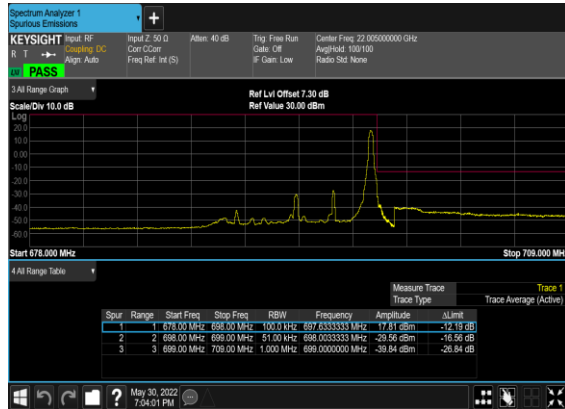 Spectrum Analyzer 1
Spurious Emissions
+
KEYSIGHT Input: RF Input Z: 50 Ω Atten: 40 dB Trig: Free Run Center Freq: 22.005000000 GHz
R T Coupling: DC Corr CCorr Gate: Off Avg|Hold: 100/100
Align: Auto Freq Ref: Int (S) IF Gain: Low Radio Std: None
PASS
3 All Range Graph
Ref Lvl Offset 7.30 dB
Scale/Div 10.0 dB Ref Value 30.00 dBm
Log
20.0
10.0
0.00
-10.0
-20.0
-30.0
-40.0
-50.0
-60.0
Start 678.000 MHz Stop 709.000 MHz
4 All Range Table
Measure Trace Trace 1
Trace Type Trace Average (Active)
Spur Range Start Freq Stop Freq RBW Frequency Amplitude ΔLimit
1 1 678.00 MHz 698.00 MHz 100.0 kHz 697.6333333 MHz 17.81 dBm -12.19 dB
2 2 698.00 MHz 699.00 MHz 51.00 kHz 698.0033333 MHz -29.56 dBm -16.56 dB
3 3 699.00 MHz 709.00 MHz 1.000 MHz 699.0000000 MHz -39.84 dBm -26.84 dB
? May 30, 2022
7:04:01 PM